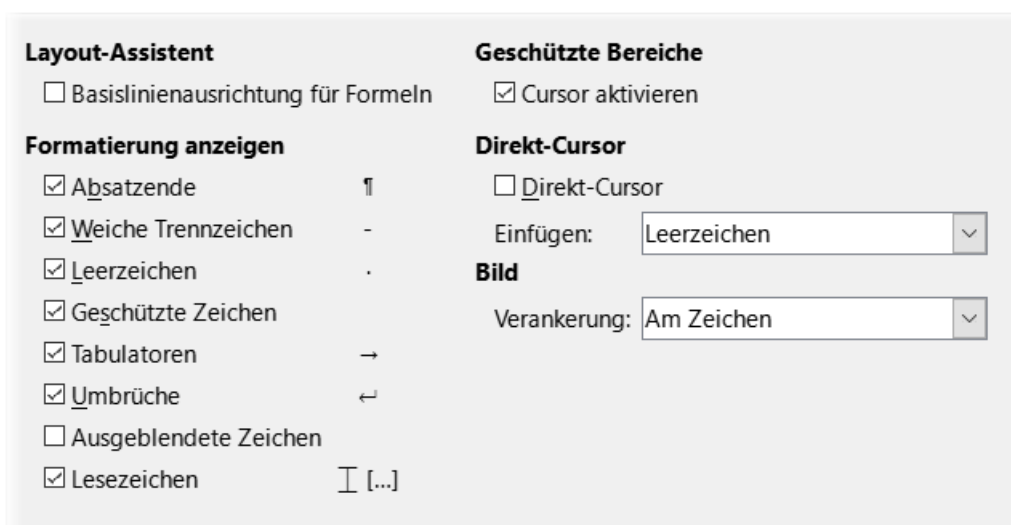 Layout-Assistent
Basislinienausrichtung für Formeln
Formatierung anzeigen
Absatzende ¶
Weiche Trennzeichen -
Leerzeichen ·
Geschützte Zeichen
Tabulatoren →
Umbrüche ↵
Ausgeblendete Zeichen
Lesezeichen ⌶ [...]
Geschützte Bereiche
Cursor aktivieren
Direkt-Cursor
Direkt-Cursor
Einfügen: Leerzeichen
Bild
Verankerung: Am Zeichen